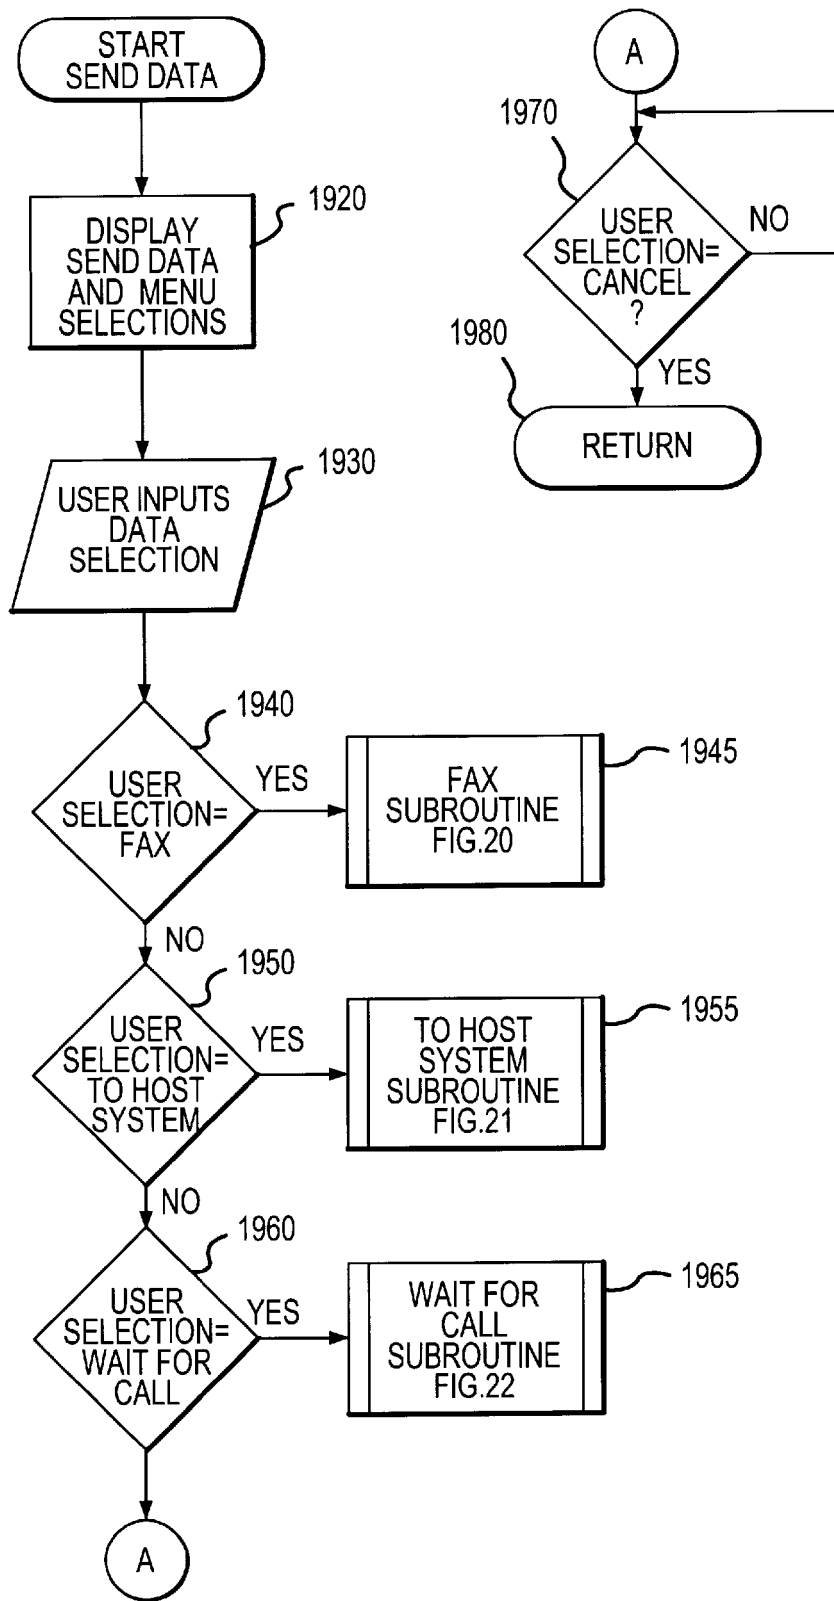 START
SEND DATA
1920
DISPLAY
SEND DATA
AND MENU
SELECTIONS
1930
USER INPUTS
DATA
SELECTION
1940
USER
SELECTION=
FAX
YES
1945
FAX
SUBROUTINE
FIG.20
NO
1950
USER
SELECTION=
TO HOST
SYSTEM
YES
1955
TO HOST
SYSTEM
SUBROUTINE
FIG.21
NO
1960
USER
SELECTION=
WAIT FOR
CALL
YES
1965
WAIT FOR
CALL
SUBROUTINE
FIG.22
A
A
1970
USER
SELECTION=
CANCEL
?
NO
YES
1980
RETURN